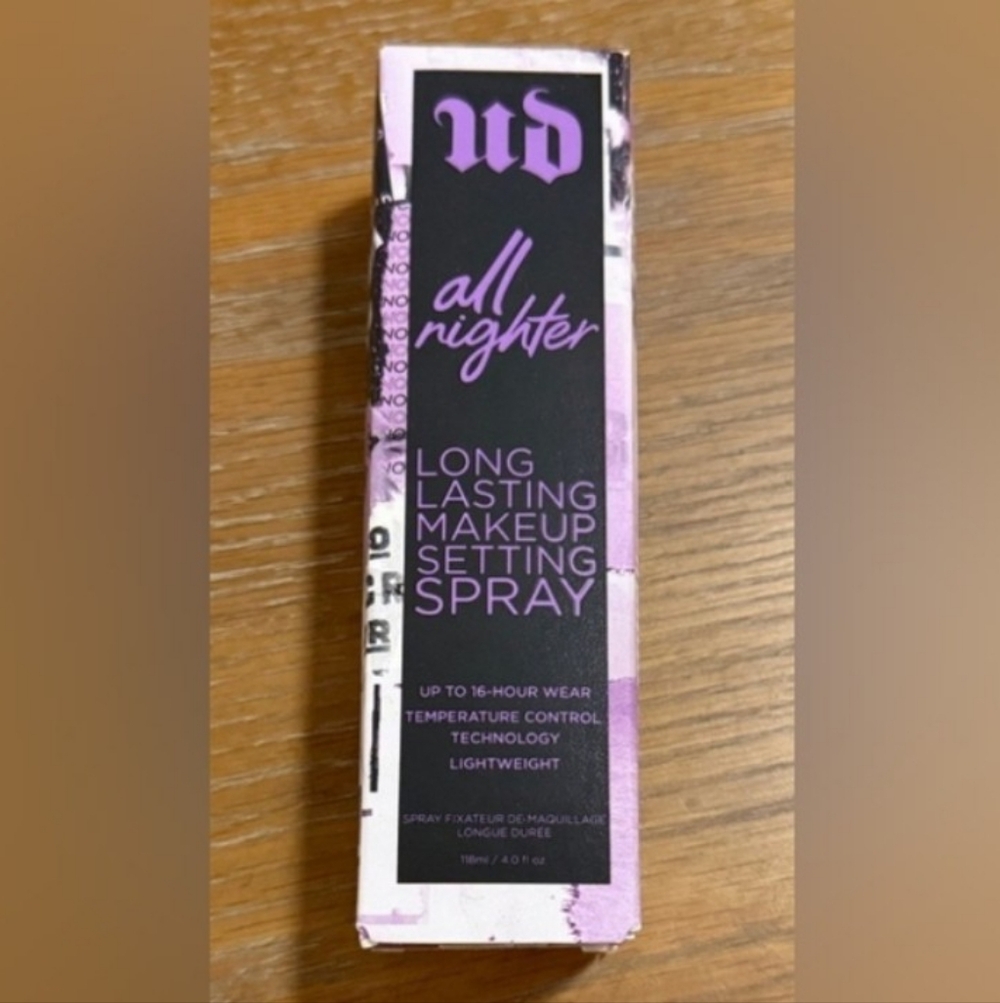 ud
all
nighter
LONG
LASTING
MAKEUP
SETTING
SPRAY
UP TO 16-HOUR WEAR
TEMPERATURE CONTROL
TECHNOLOGY
LIGHTWEIGHT
SPRAY FIXATEUR DE MAQUILLAGE
LONGUE DURÉE
118ml / 4.0 fl oz